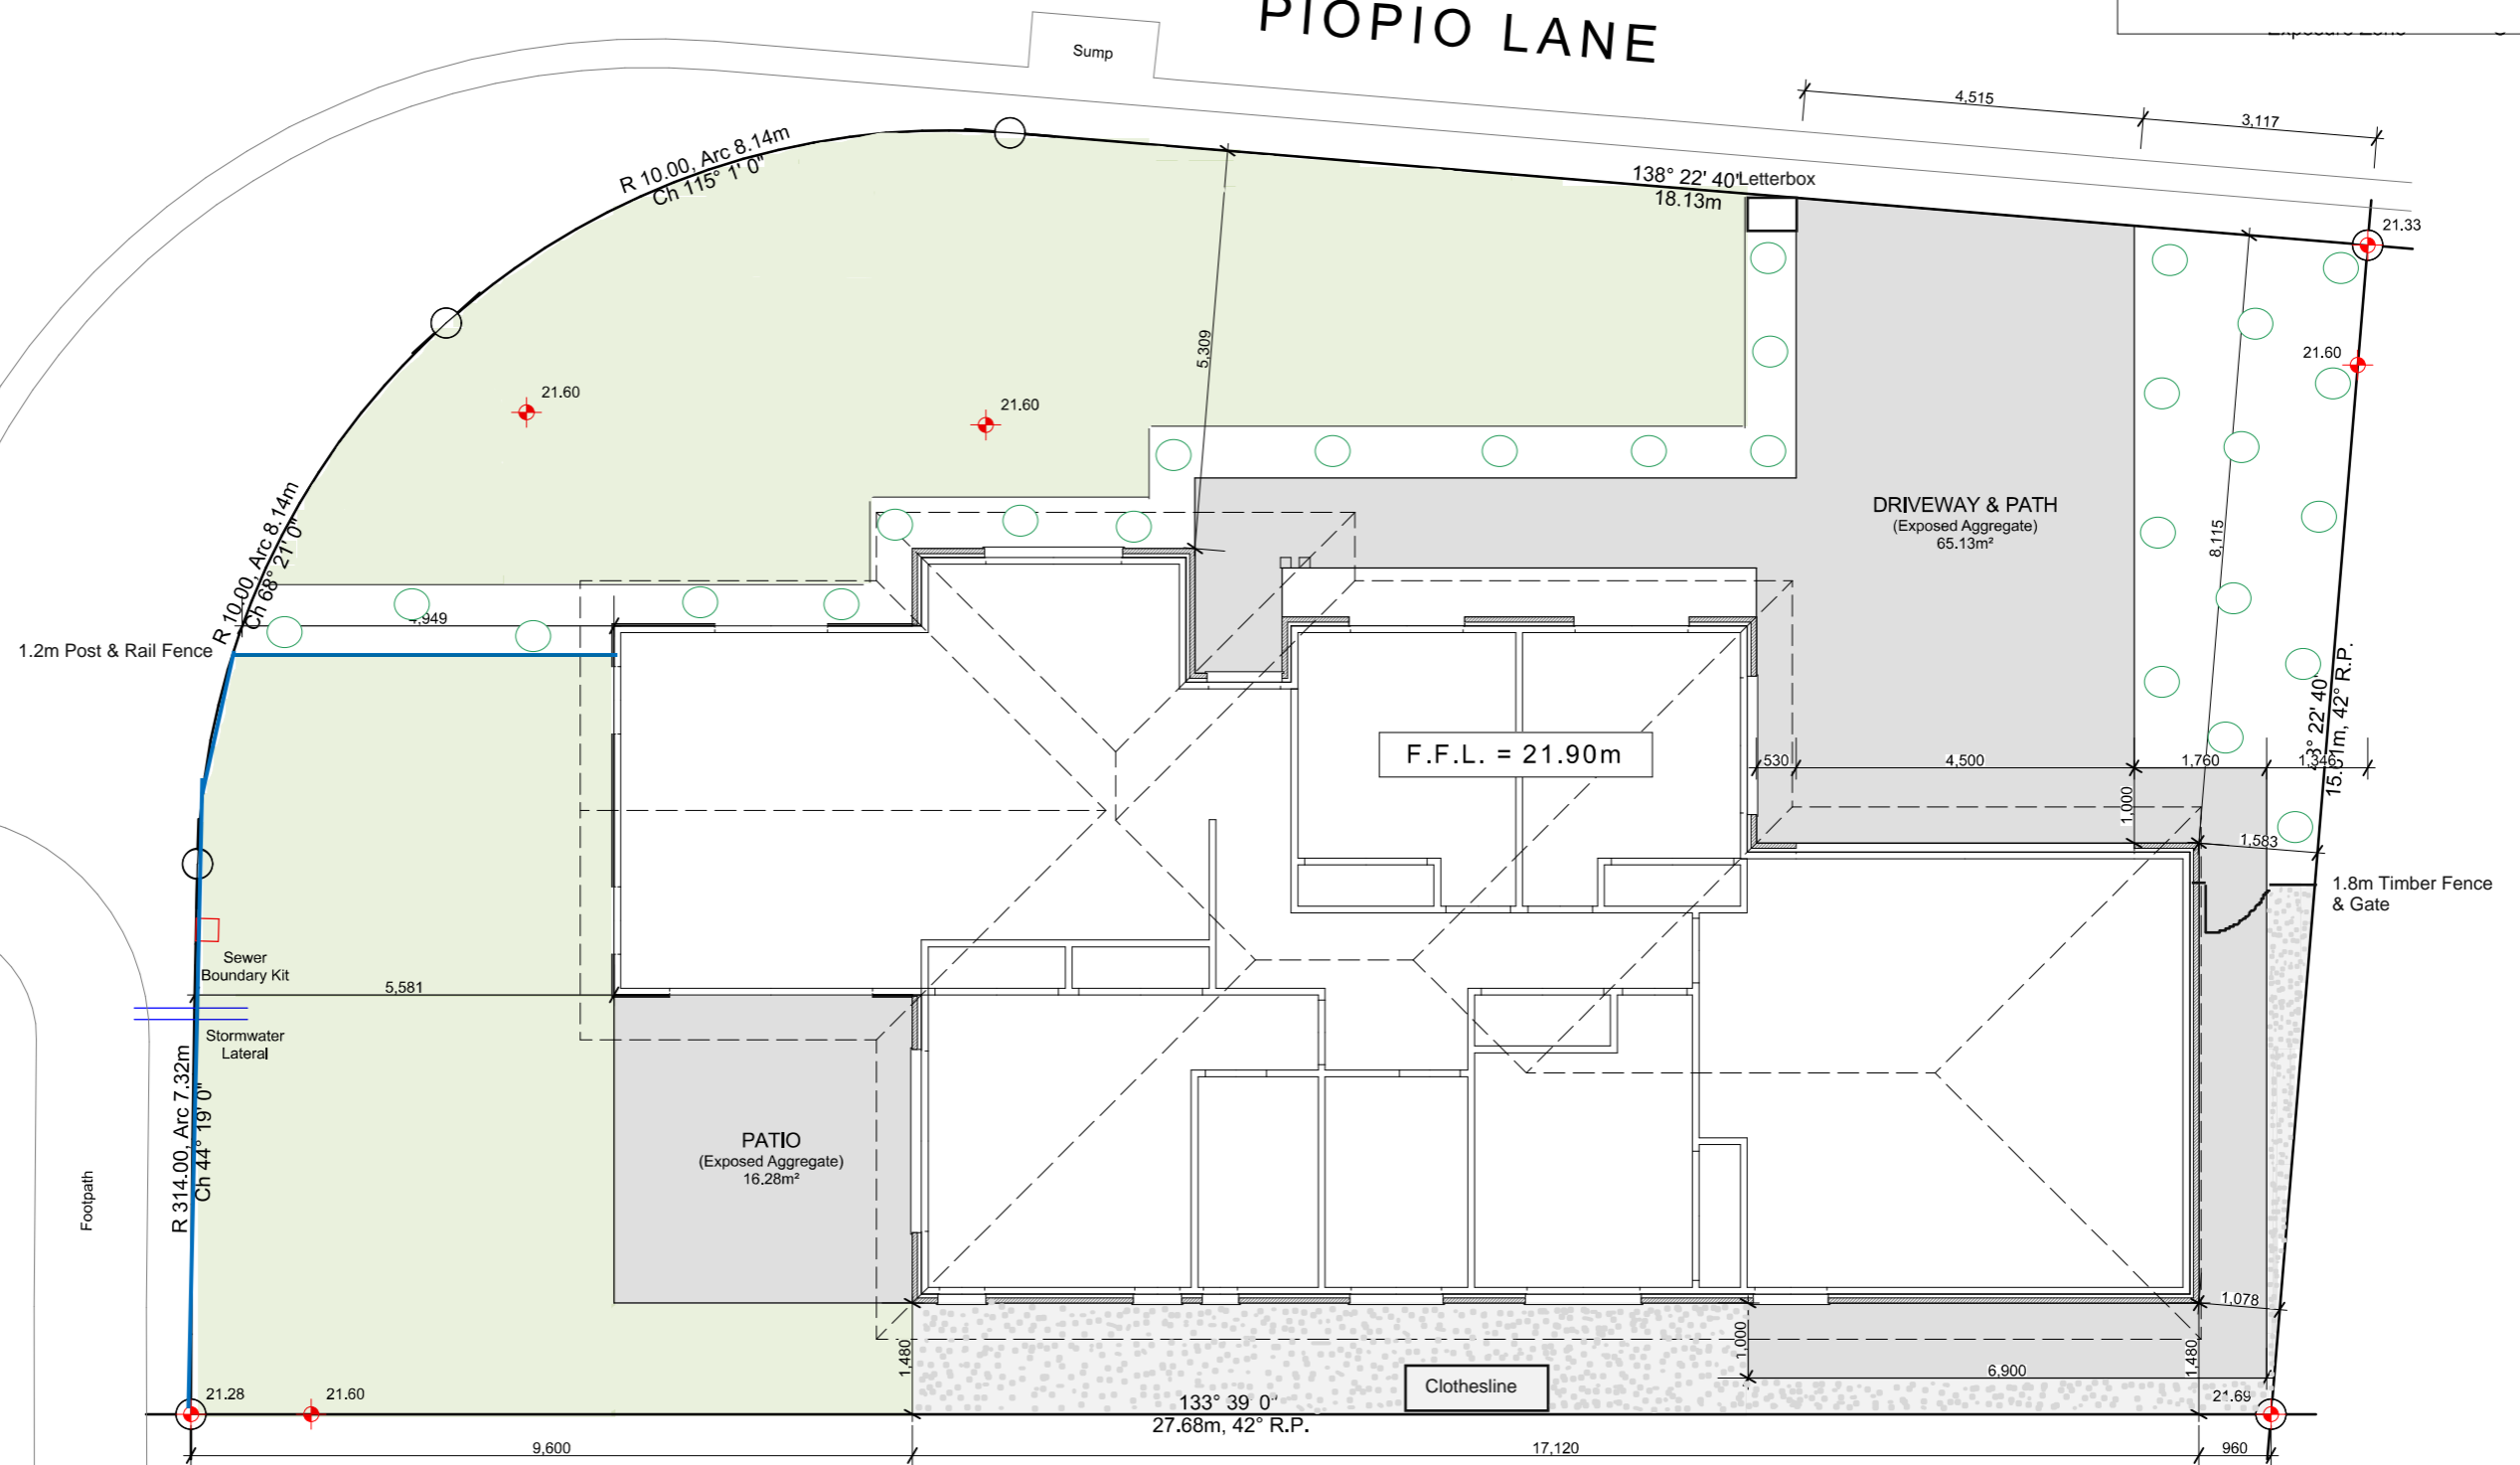 PIOPIO LANE
Sump
4,515
3,117
R 10.00, Arc 8.14m
Ch 115° 1' 0"
138° 22' 40"
Letterbox
18.13m
21.33
5,309
21.60
21.60
21.60
R 10.00, Arc 8.14m
Ch 68° 21' 0"
DRIVEWAY & PATH
(Exposed Aggregate)
65.13m²
8,115
4,949
1.2m Post & Rail Fence
F.F.L. = 21.90m
530
4,500
1,760
1,346
15.61m, 42° R.P.
1,000
1,583
1.8m Timber Fence
& Gate
Sewer
Boundary Kit
5,581
Stormwater
Lateral
R 314.00, Arc 7.32m
Ch 44° 19' 0"
Footpath
PATIO
(Exposed Aggregate)
16.28m²
1,078
1,480
1,000
1,480
6,900
Clothesline
21.28
21.60
21.69
133° 39' 0"
27.68m, 42° R.P.
9,600
17,120
960